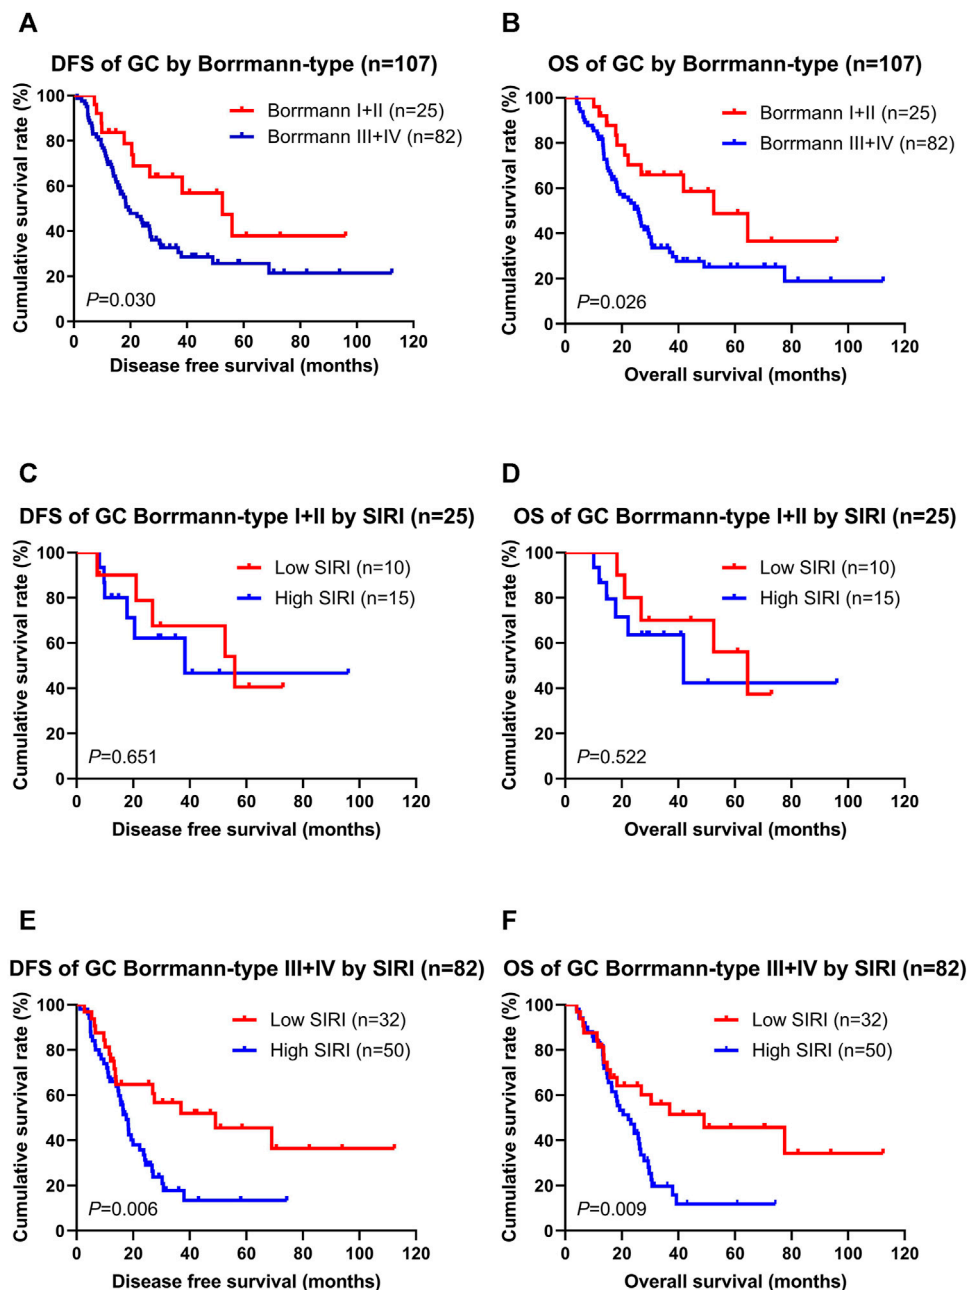 A
DFS of GC by Borrmann-type (n=107)
Cumulative survival rate (%)
100
80
60
40
20
0
Borrmann I+II (n=25)
Borrmann III+IV (n=82)
P=0.030
0 20 40 60 80 100 120
Disease free survival (months)
B
OS of GC by Borrmann-type (n=107)
Cumulative survival rate (%)
100
80
60
40
20
0
Borrmann I+II (n=25)
Borrmann III+IV (n=82)
P=0.026
0 20 40 60 80 100 120
Overall survival (months)
C
DFS of GC Borrmann-type I+II by SIRI (n=25)
Cumulative survival rate (%)
100
80
60
40
20
0
Low SIRI (n=10)
High SIRI (n=15)
P=0.651
0 20 40 60 80 100 120
Disease free survival (months)
D
OS of GC Borrmann-type I+II by SIRI (n=25)
Cumulative survival rate (%)
100
80
60
40
20
0
Low SIRI (n=10)
High SIRI (n=15)
P=0.522
0 20 40 60 80 100 120
Overall survival (months)
E
DFS of GC Borrmann-type III+IV by SIRI (n=82)
Cumulative survival rate (%)
100
80
60
40
20
0
Low SIRI (n=32)
High SIRI (n=50)
P=0.006
0 20 40 60 80 100 120
Disease free survival (months)
F
OS of GC Borrmann-type III+IV by SIRI (n=82)
Cumulative survival rate (%)
100
80
60
40
20
0
Low SIRI (n=32)
High SIRI (n=50)
P=0.009
0 20 40 60 80 100 120
Overall survival (months)